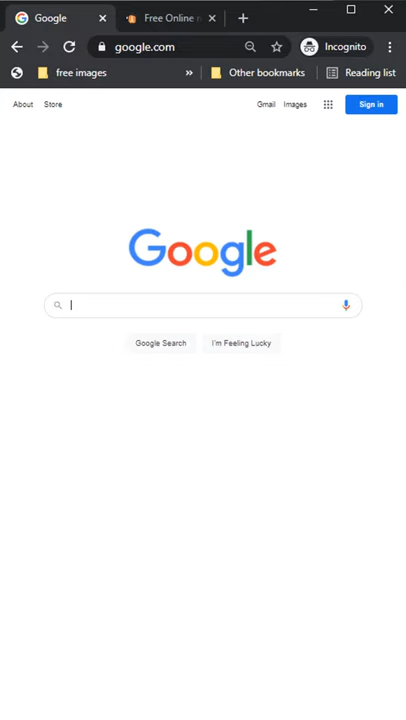 Google
Free Online
google.com
Incognito
free images
»
Other bookmarks
Reading list
About
Store
Gmail
Images
Sign in
Google
Google Search
I'm Feeling Lucky